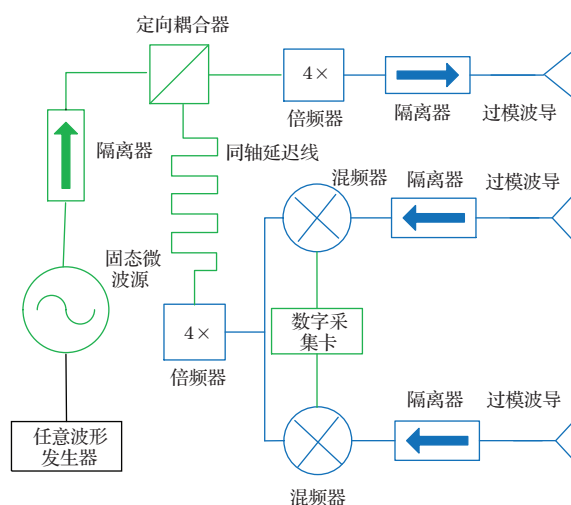 定向耦合器
4×
倍频器
隔离器
过模波导
隔离器
同轴延迟线
混频器
隔离器
过模波导
固态微
波源
4×
倍频器
数字采
集卡
隔离器
过模波导
任意波形
发生器
混频器